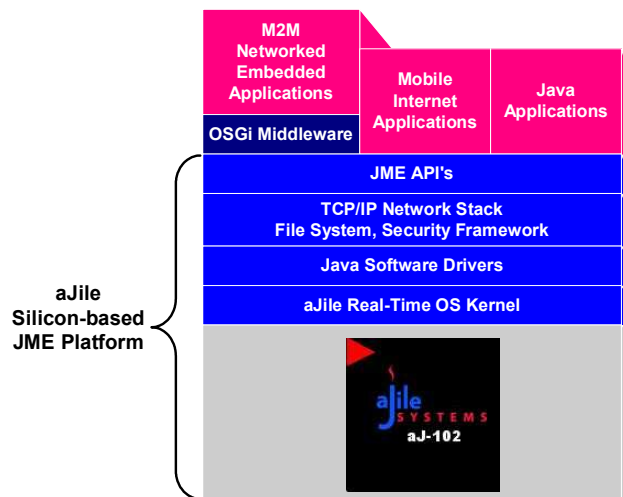 M2M
Networked
Embedded
Applications
OSGi Middleware
Mobile
Internet
Applications
Java
Applications
JME API's
TCP/IP Network Stack
File System, Security Framework
Java Software Drivers
aJile Real-Time OS Kernel
aJile
Silicon-based
JME Platform
aJile
SYSTEMS
aJ-102